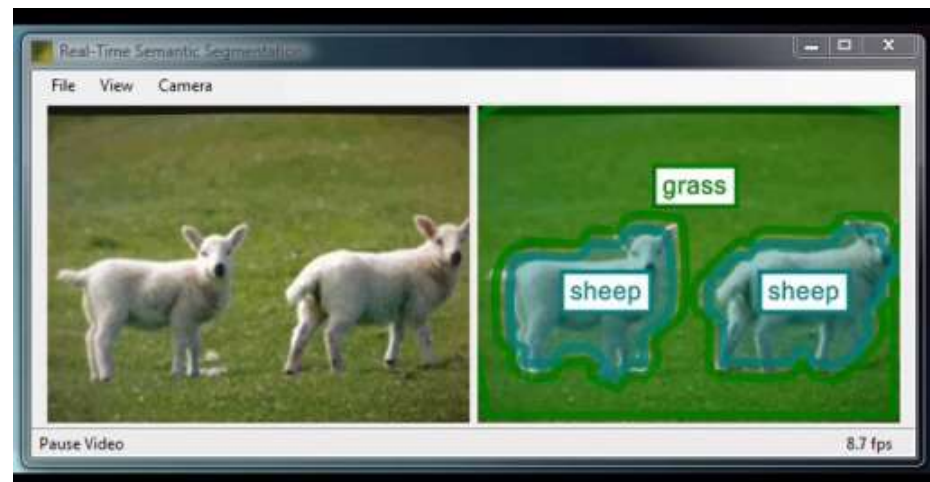 Real-Time Semantic Segmentation
File View Camera
grass
sheep sheep
Pause Video 8.7 fps